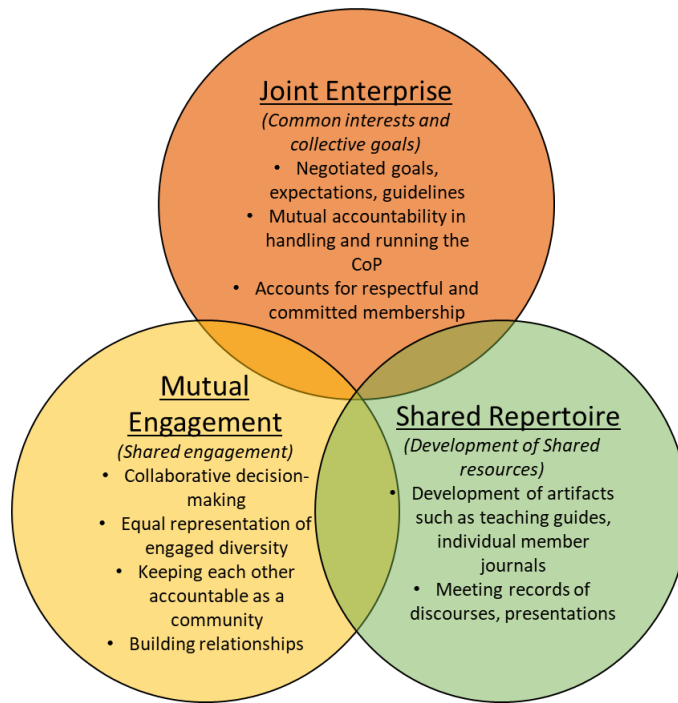 Joint Enterprise
(Common interests and
collective goals)
• Negotiated goals,
expectations, guidelines
• Mutual accountability in
handling and running the
CoP
• Accounts for respectful and
committed membership
Mutual
Engagement
(Shared engagement)
• Collaborative decision-
making
• Equal representation of
engaged diversity
• Keeping each other
accountable as a
community
• Building relationships
Shared Repertoire
(Development of Shared
resources)
• Development of artifacts
such as teaching guides,
individual member
journals
• Meeting records of
discourses, presentations